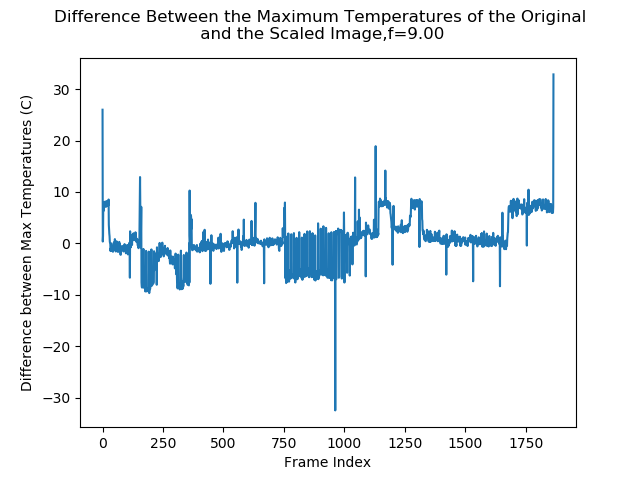 Difference Between the Maximum Temperatures of the Original
and the Scaled Image,f=9.00
Difference between Max Temperatures (C)
30
20
10
0
−10
−20
−30
0 250 500 750 1000 1250 1500 1750
Frame Index